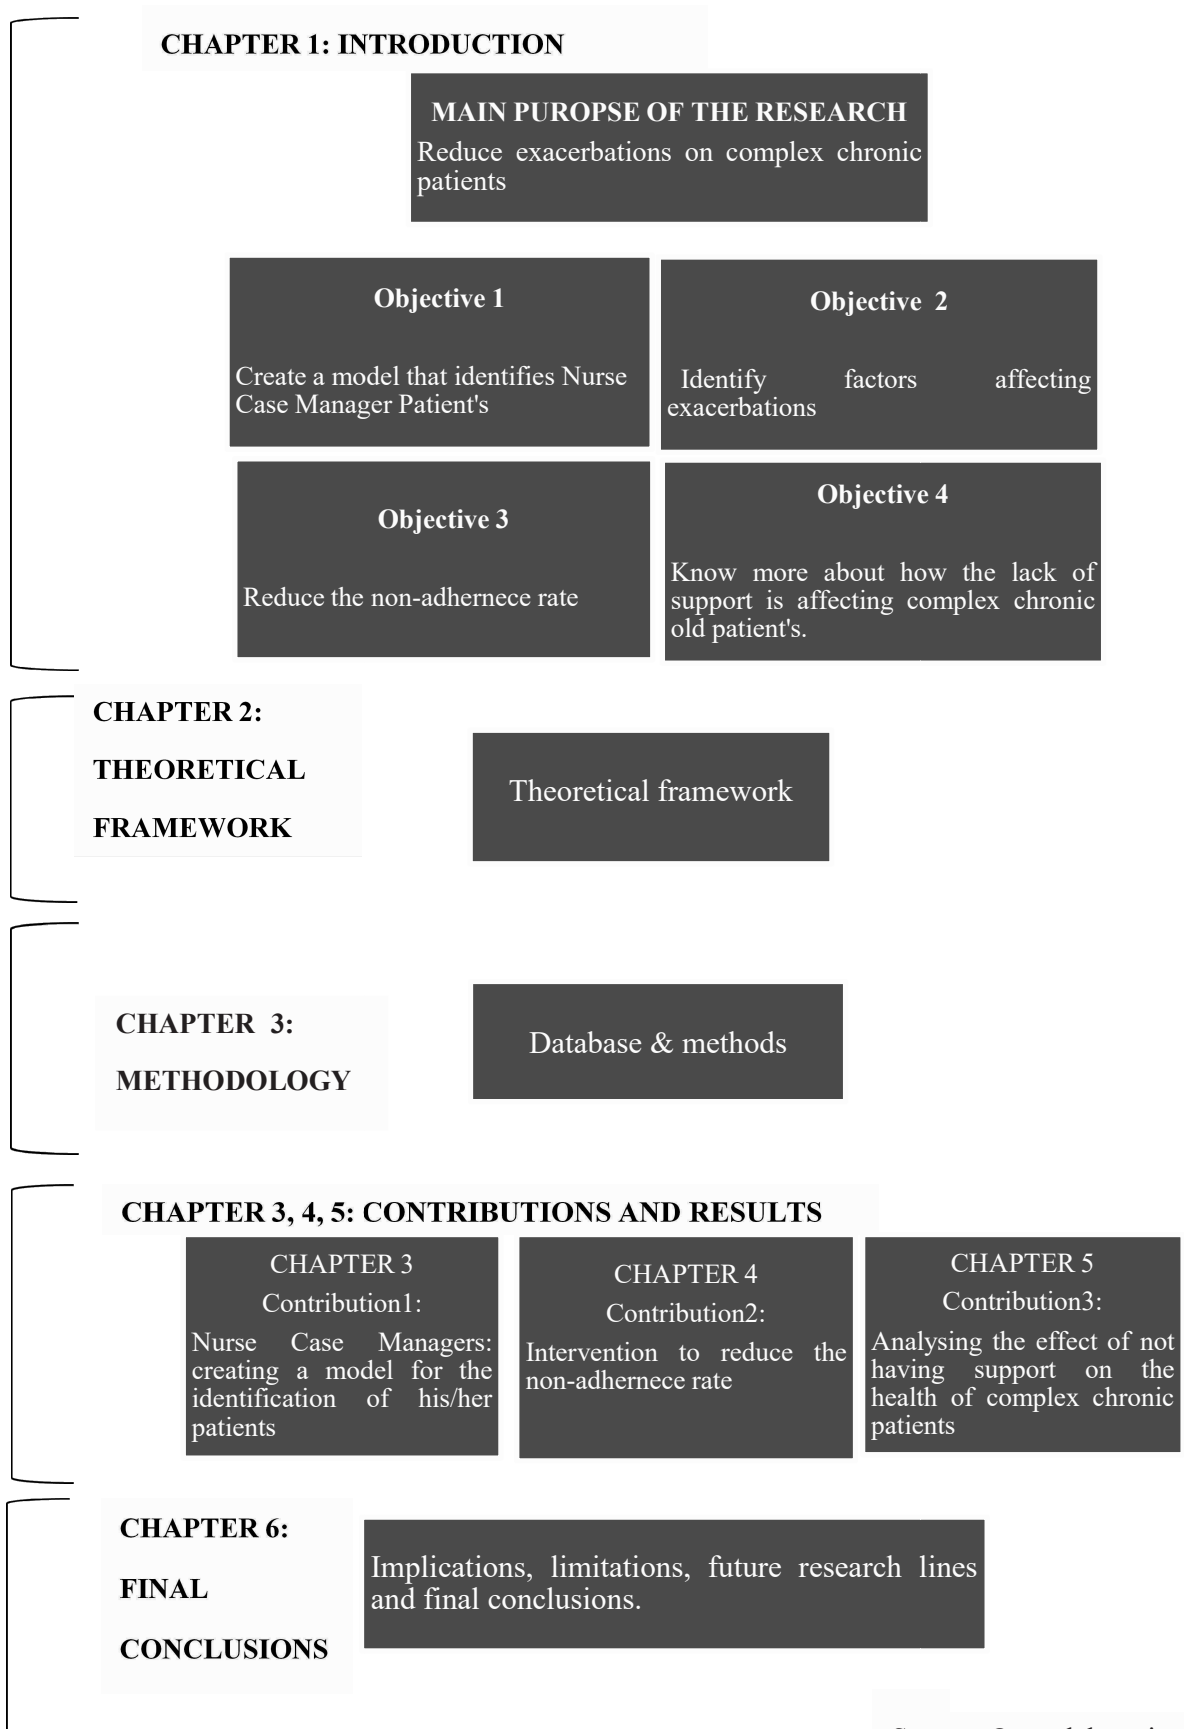 CHAPTER 1: INTRODUCTION
MAIN PUROPSE OF THE RESEARCH
Reduce exacerbations on complex chronic
patients
Objective 1
Create a model that identifies Nurse
Case Manager Patient's
Objective 2
Identify factors affecting
exacerbations
Objective 3
Reduce the non-adhernece rate
Objective 4
Know more about how the lack of
support is affecting complex chronic
old patient's.
CHAPTER 2:
THEORETICAL
FRAMEWORK
Theoretical framework
CHAPTER 3:
METHODOLOGY
Database & methods
CHAPTER 3, 4, 5: CONTRIBUTIONS AND RESULTS
CHAPTER 3
Contribution1:
Nurse Case Managers:
creating a model for the
identification of his/her
patients
CHAPTER 4
Contribution2:
Intervention to reduce the
non-adhernece rate
CHAPTER 5
Contribution3:
Analysing the effect of not
having support on the
health of complex chronic
patients
CHAPTER 6:
FINAL
CONCLUSIONS
Implications, limitations, future research lines
and final conclusions.